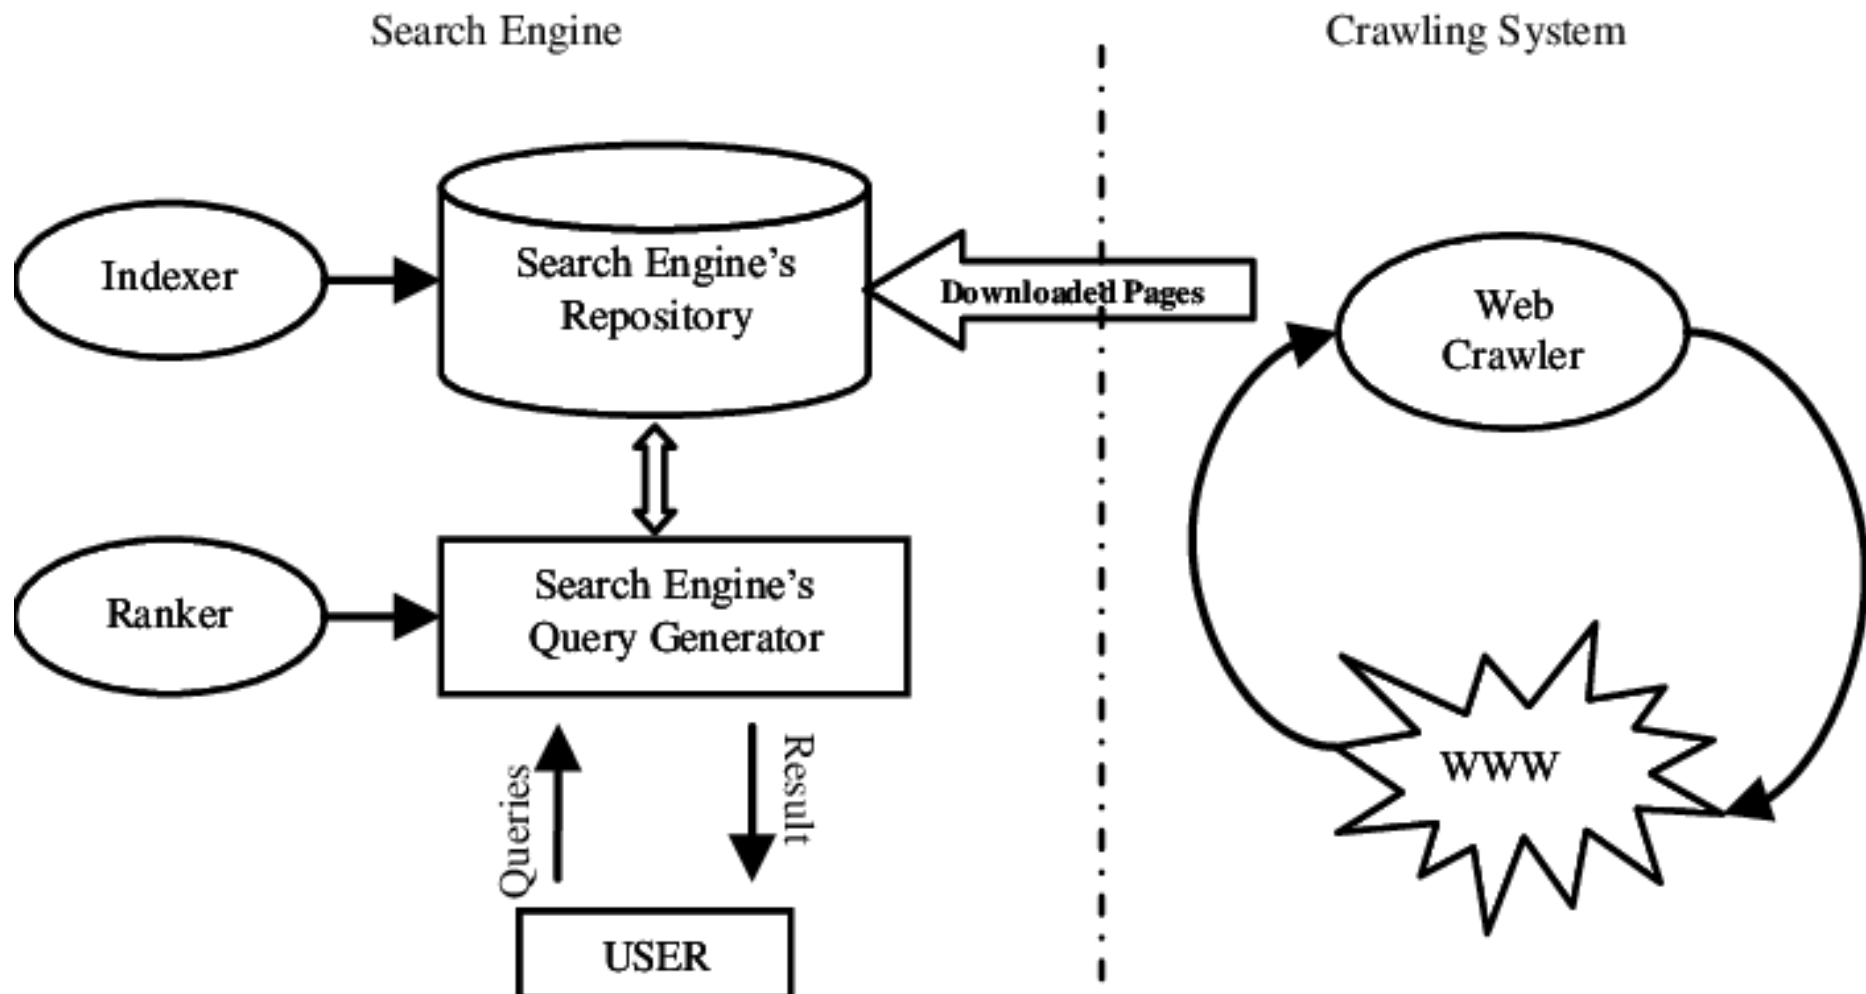 Search Engine
Crawling System
Indexer
Search Engine’s
Repository
Downloaded Pages
Web
Crawler
Ranker
Search Engine’s
Query Generator
Queries
Result
WWW
USER